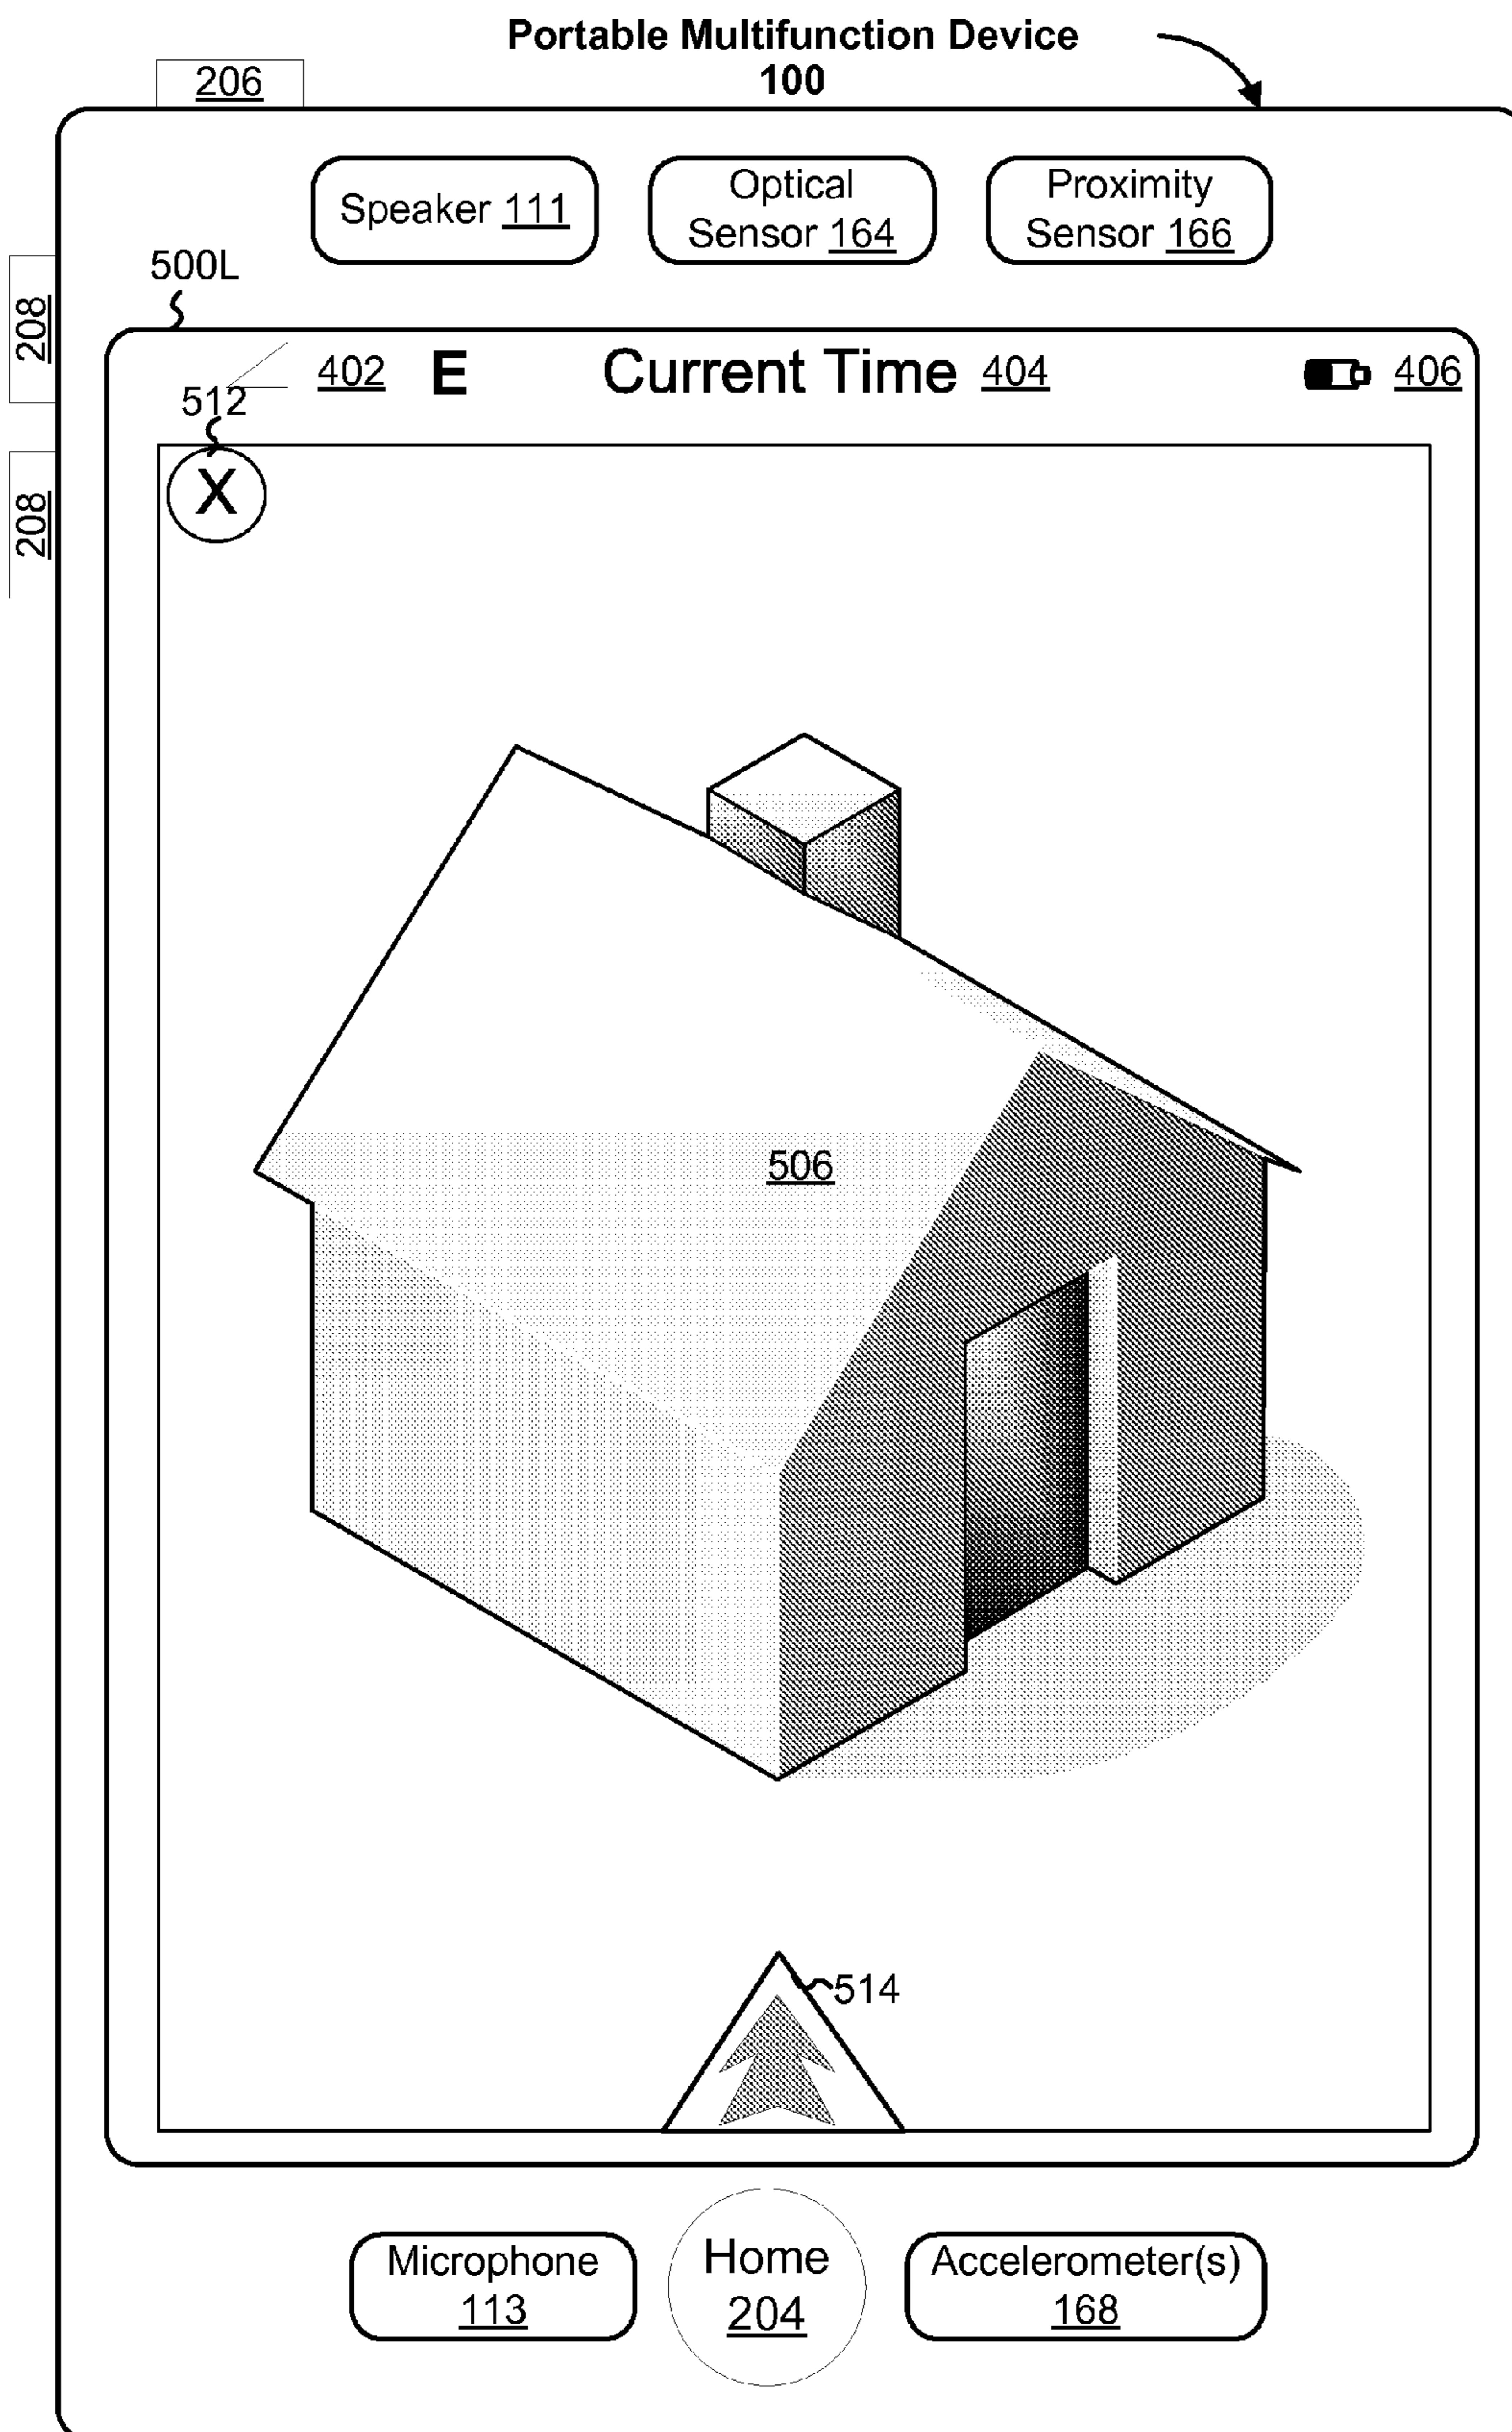 Portable Multifunction Device
100
206
Speaker 111
Optical
Sensor 164
Proximity
Sensor 166
500L
208
402 E Current Time 404 406
512
X
208
506
514
Microphone
113
Home
204
Accelerometer(s)
168